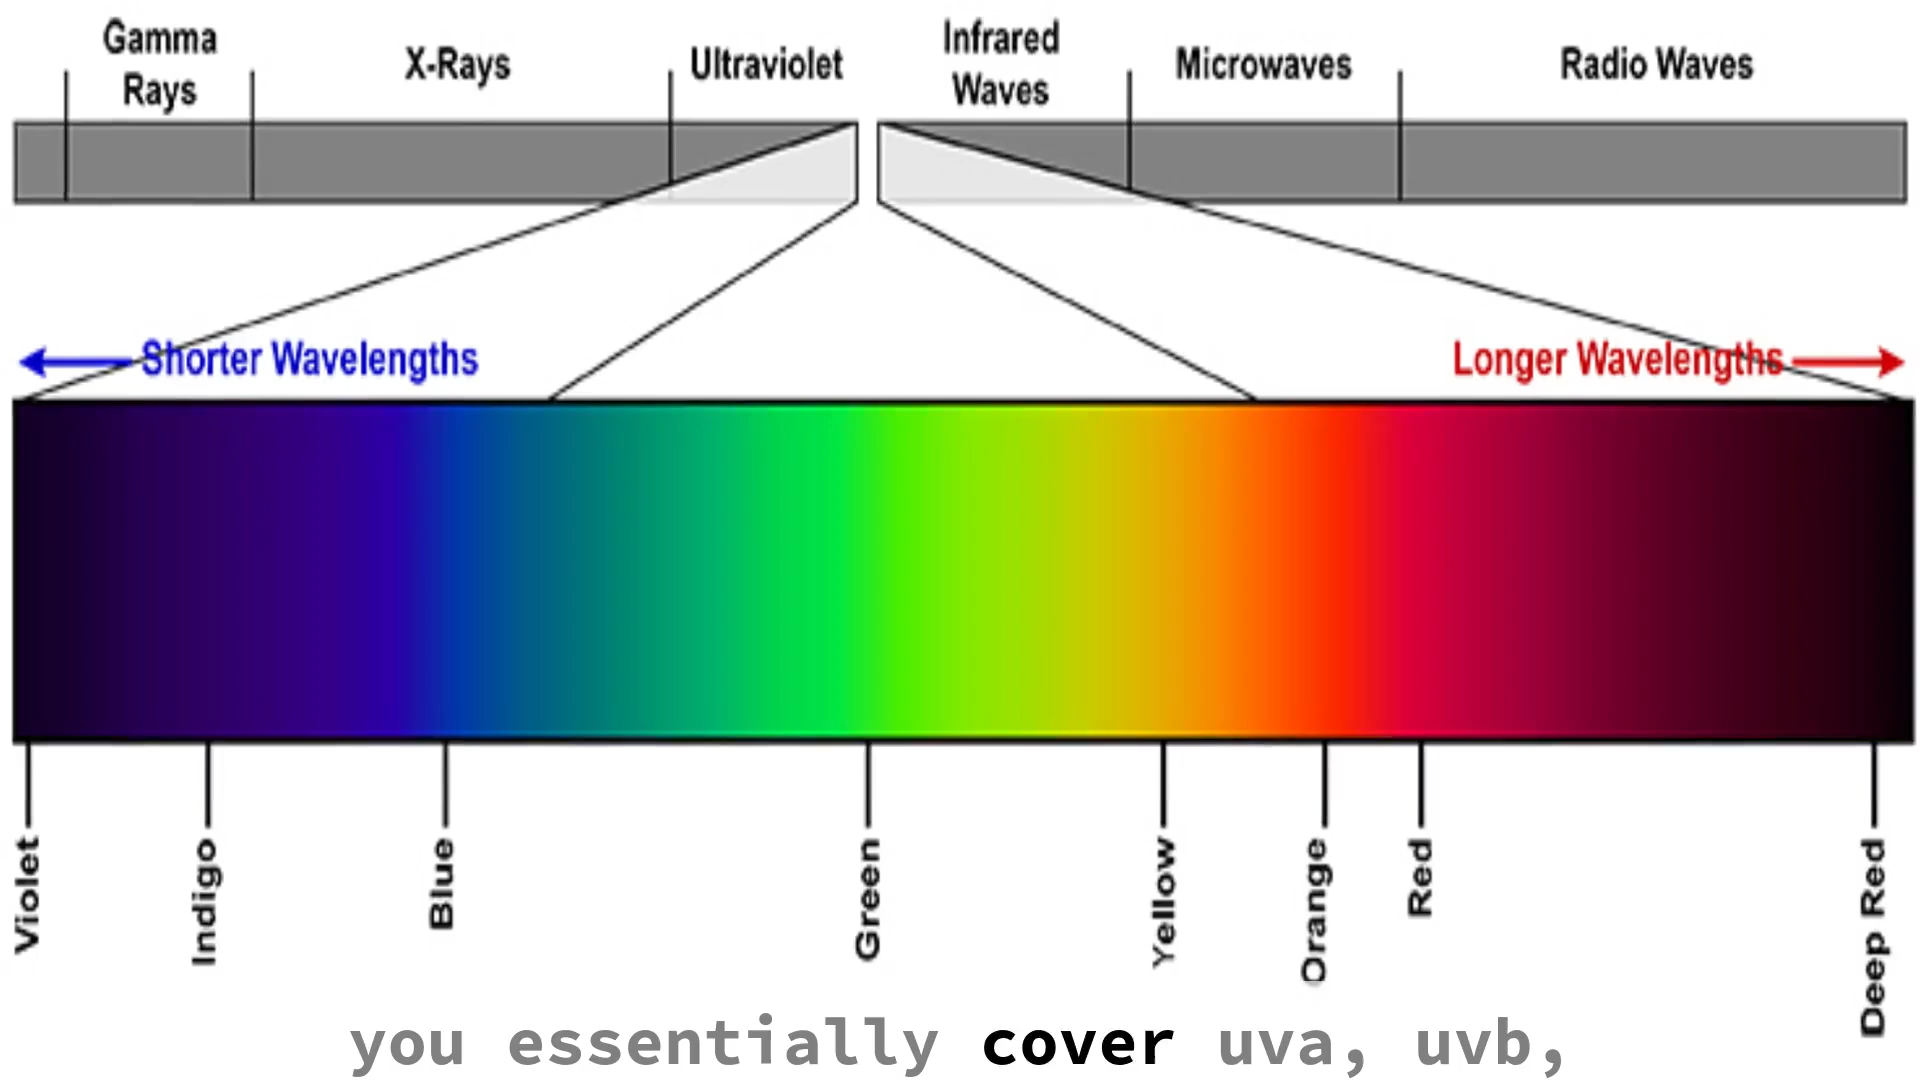 Gamma
Rays
X-Rays
Ultraviolet
Infrared
Waves
Microwaves
Radio Waves
Shorter Wavelengths
Longer Wavelengths
Violet
Indigo
Blue
Green
Yellow
Orange
Red
Deep Red
you essentially cover uva, uvb,